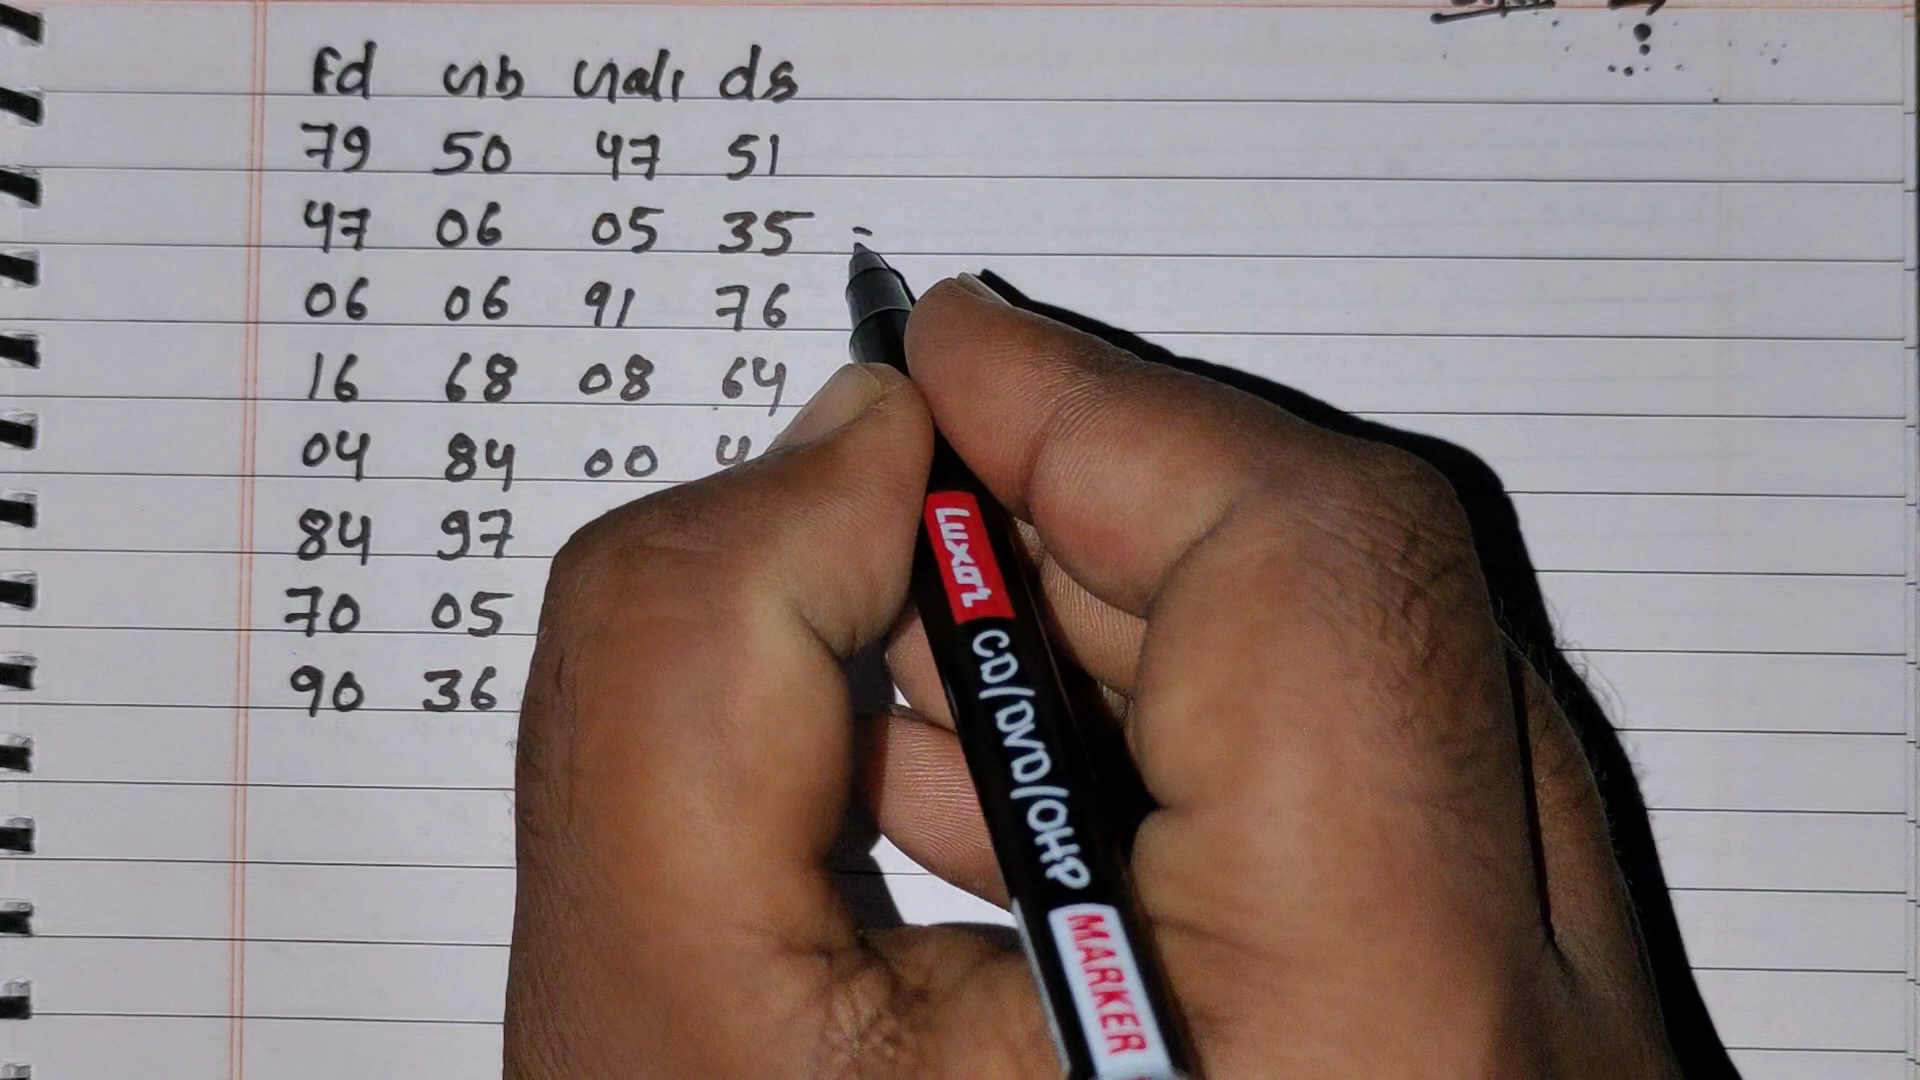 Fd GB Gali ds
79 50 47 51
47 06 05 35 =
06 06 91 76
16 68 08 64
04 84 00 4
84 97
70 05
90 36
Luxor CD/DVD/OHP MARKER